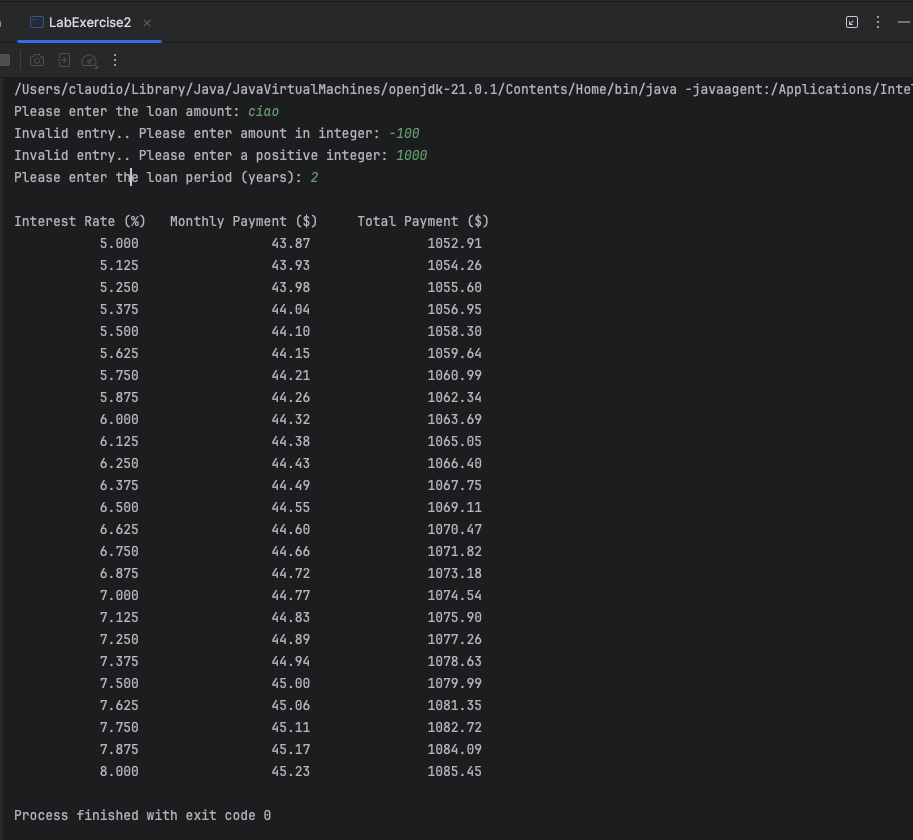 LabExercise2
/Users/claudio/Library/Java/JavaVirtualMachines/openjdk-21.0.1/Contents/Home/bin/java -javaagent:/Applications/Inte
Please enter the loan amount: ciao
Invalid entry.. Please enter amount in integer: -100
Invalid entry.. Please enter a positive integer: 1000
Please enter the loan period (years): 2
Interest Rate (%)   Monthly Payment ($)     Total Payment ($)
5.000 43.87 1052.91
5.125 43.93 1054.26
5.250 43.98 1055.60
5.375 44.04 1056.95
5.500 44.10 1058.30
5.625 44.15 1059.64
5.750 44.21 1060.99
5.875 44.26 1062.34
6.000 44.32 1063.69
6.125 44.38 1065.05
6.250 44.43 1066.40
6.375 44.49 1067.75
6.500 44.55 1069.11
6.625 44.60 1070.47
6.750 44.66 1071.82
6.875 44.72 1073.18
7.000 44.77 1074.54
7.125 44.83 1075.90
7.250 44.89 1077.26
7.375 44.94 1078.63
7.500 45.00 1079.99
7.625 45.06 1081.35
7.750 45.11 1082.72
7.875 45.17 1084.09
8.000 45.23 1085.45
Process finished with exit code 0